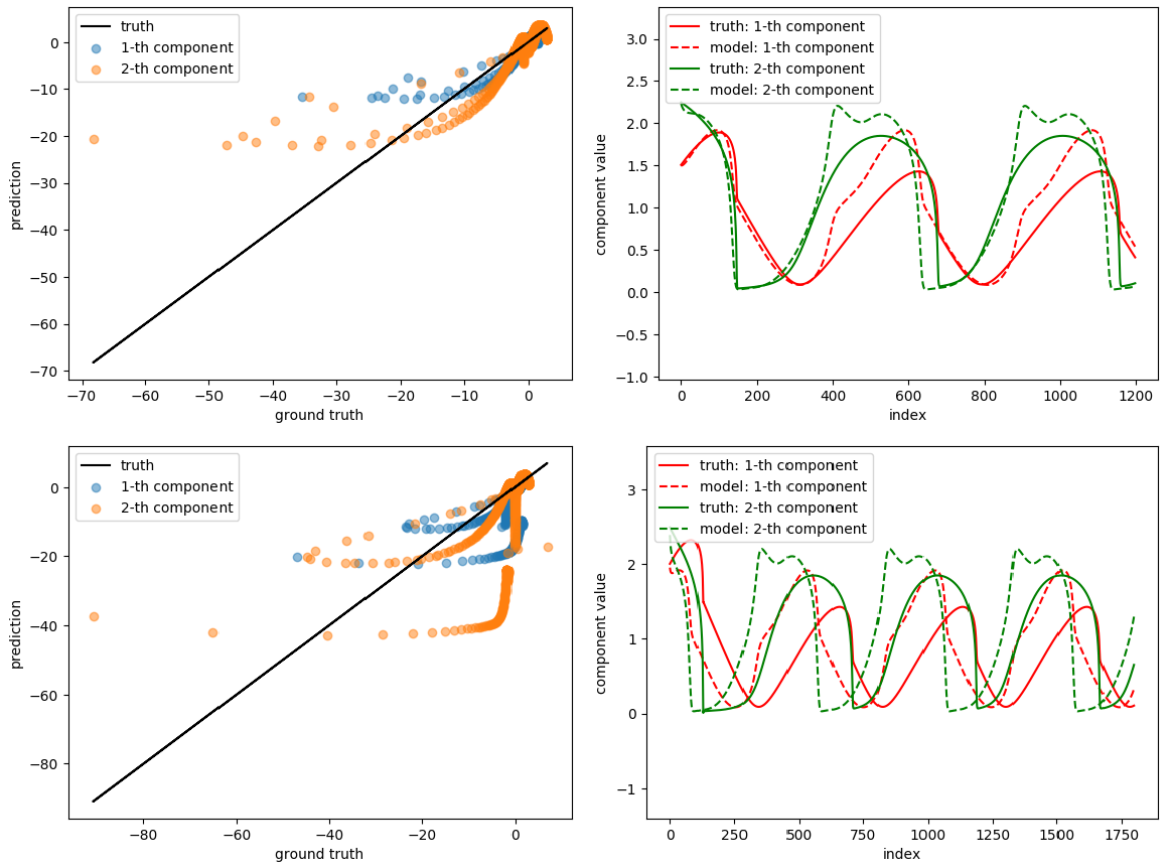 truth
1-th component
2-th component
0
−10
−20
−30
−40
−50
−60
−70
prediction
−70 −60 −50 −40 −30 −20 −10 0
ground truth
truth: 1-th component
model: 1-th component
truth: 2-th component
model: 2-th component
3.0
2.5
2.0
1.5
1.0
0.5
0.0
−0.5
−1.0
component value
0 200 400 600 800 1000 1200
index
truth
1-th component
2-th component
0
−20
−40
−60
−80
prediction
−80 −60 −40 −20 0
ground truth
truth: 1-th component
model: 1-th component
truth: 2-th component
model: 2-th component
3
2
1
0
−1
component value
0 250 500 750 1000 1250 1500 1750
index